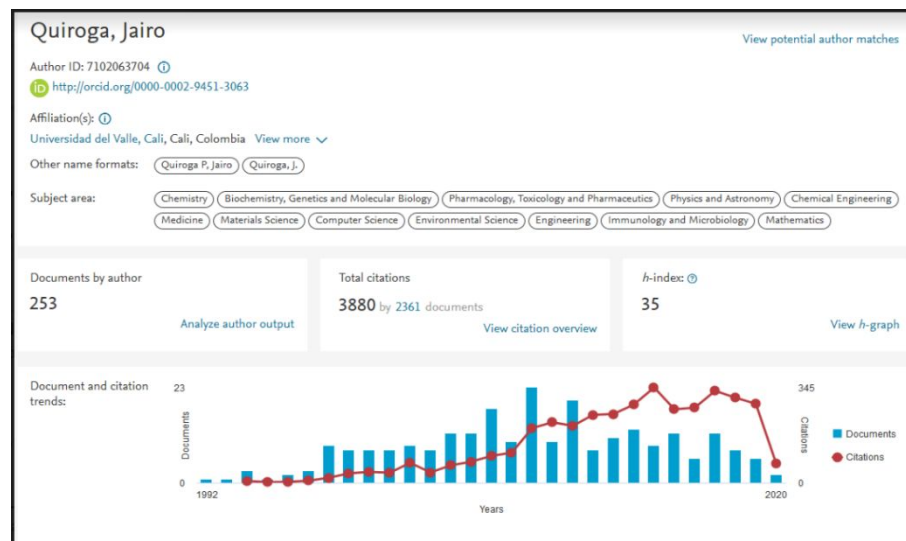 Quiroga, Jairo
View potential author matches
Author ID: 7102063704
iD http://orcid.org/0000-0002-9451-3063
Affiliation(s):
Universidad del Valle, Cali, Cali, Colombia View more
Other name formats: Quiroga P, Jairo Quiroga, J.
Subject area: Chemistry Biochemistry, Genetics and Molecular Biology Pharmacology, Toxicology and Pharmaceutics Physics and Astronomy Chemical Engineering
Medicine Materials Science Computer Science Environmental Science Engineering Immunology and Microbiology Mathematics
Documents by author
253
Analyze author output
Total citations
3880 by 2361 documents
View citation overview
h-index:
35
View h-graph
Document and citation
trends:
23
Documents
0
1992
Years
2020
345
Citations
0
Documents
Citations